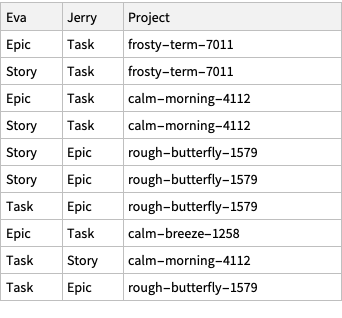 Eva Jerry Project
Epic Task frosty-term-7011
Story Task frosty-term-7011
Epic Task calm-morning-4112
Story Task calm-morning-4112
Story Epic rough-butterfly-1579
Story Epic rough-butterfly-1579
Task Epic rough-butterfly-1579
Epic Task calm-breeze-1258
Task Story calm-morning-4112
Task Epic rough-butterfly-1579